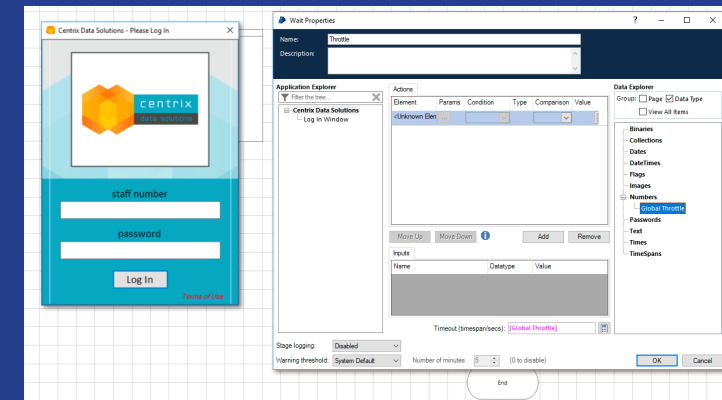 Centrix Data Solutions - Please Log In
centrix
data solutions
staff number
password
Log In
Terms of Use
Wait Properties
Name:
Throttle
Description:
Application Explorer
Filter the tree...
Centrix Data Solutions
Log In Window
Actions
Element Params Condition Type Comparison Value
<Unknown Elen ...
Move Up Move Down Add Remove
Inputs
Name Datatype Value
Timeout (timespan/secs): [Global Throttle]
Data Explorer
Group: Page Data Type
View All Items
Binaries
Collections
Dates
DateTimes
Flags
Images
Numbers
Global Throttle
Passwords
Text
Times
TimeSpans
Stage logging: Disabled
Warning threshold: System Default Number of minutes 5 (0 to disable)
OK Cancel
End